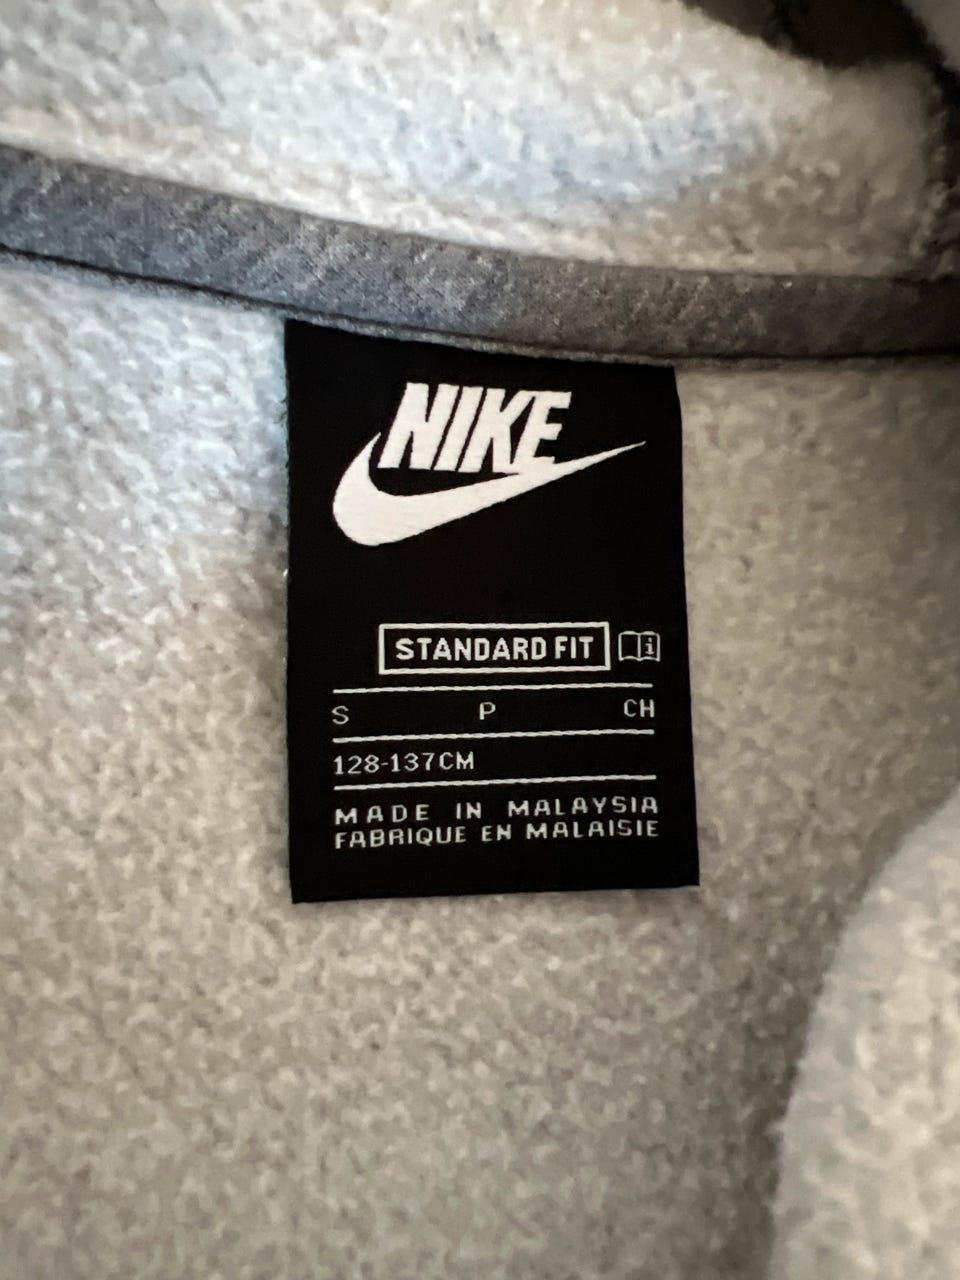 NIKE
STANDARD FIT i
S P CH
128-137CM
MADE IN MALAYSIA
FABRIQUE EN MALAISIE